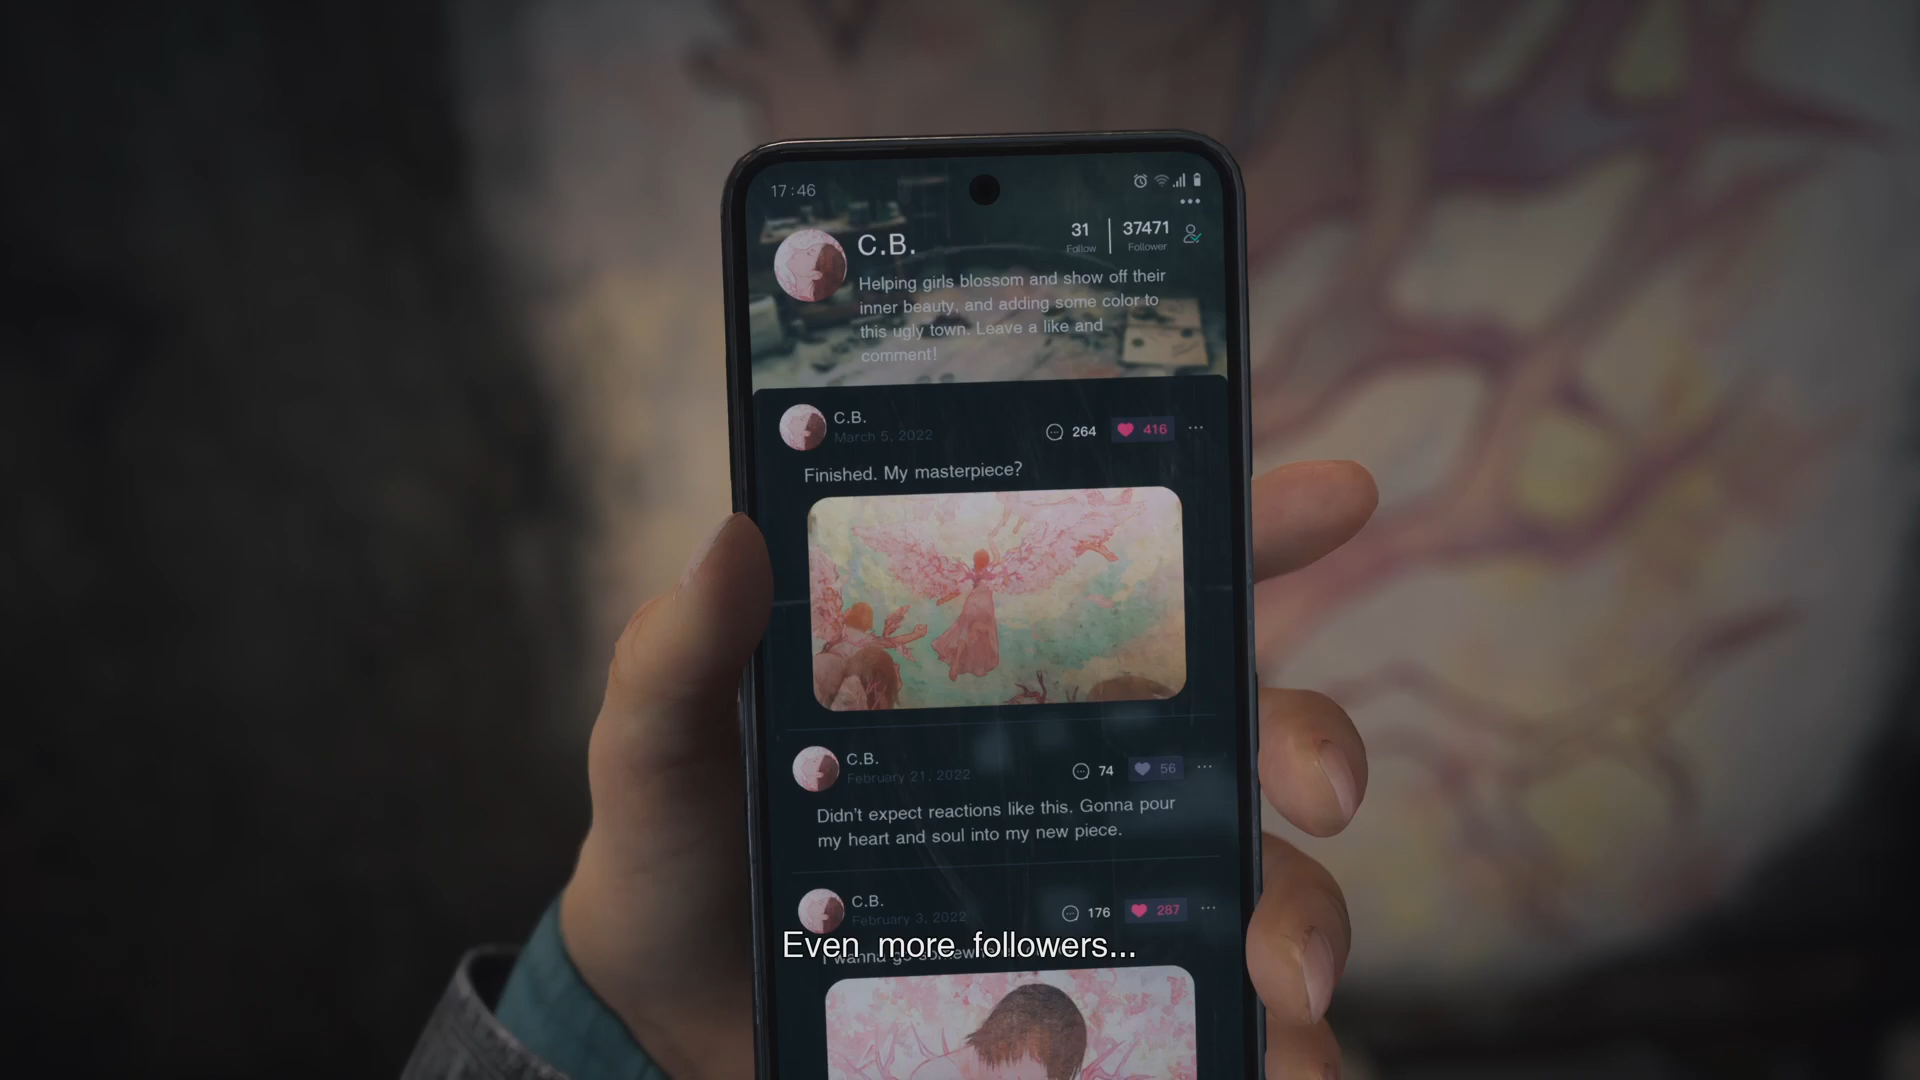 17:46
C.B.
31
Follow
37471
Follower
Helping girls blossom and show off their
inner beauty, and adding some color to
this ugly town. Leave a like and
comment!
C.B.
March 5, 2022
264
416
Finished. My masterpiece?
C.B.
February 21, 2022
74
56
Didn't expect reactions like this. Gonna pour
my heart and soul into my new piece.
C.B.
February 3, 2022
176
287
I wanna go
Even more followers...